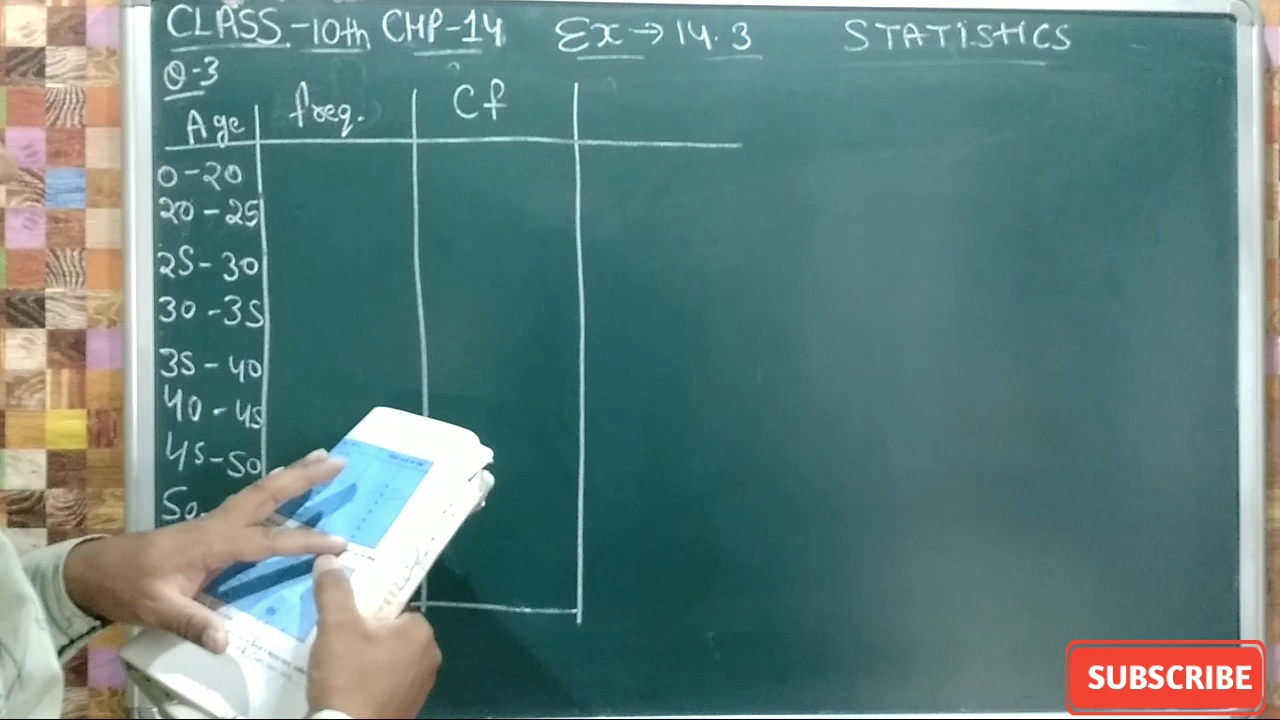 CLASS-10th CHP-14 Ex→14.3 STATISTICS
Q-3
Age freq. Cf
0-20
20-25
25-30
30-35
35-40
40-45
45-50
50-
SUBSCRIBE